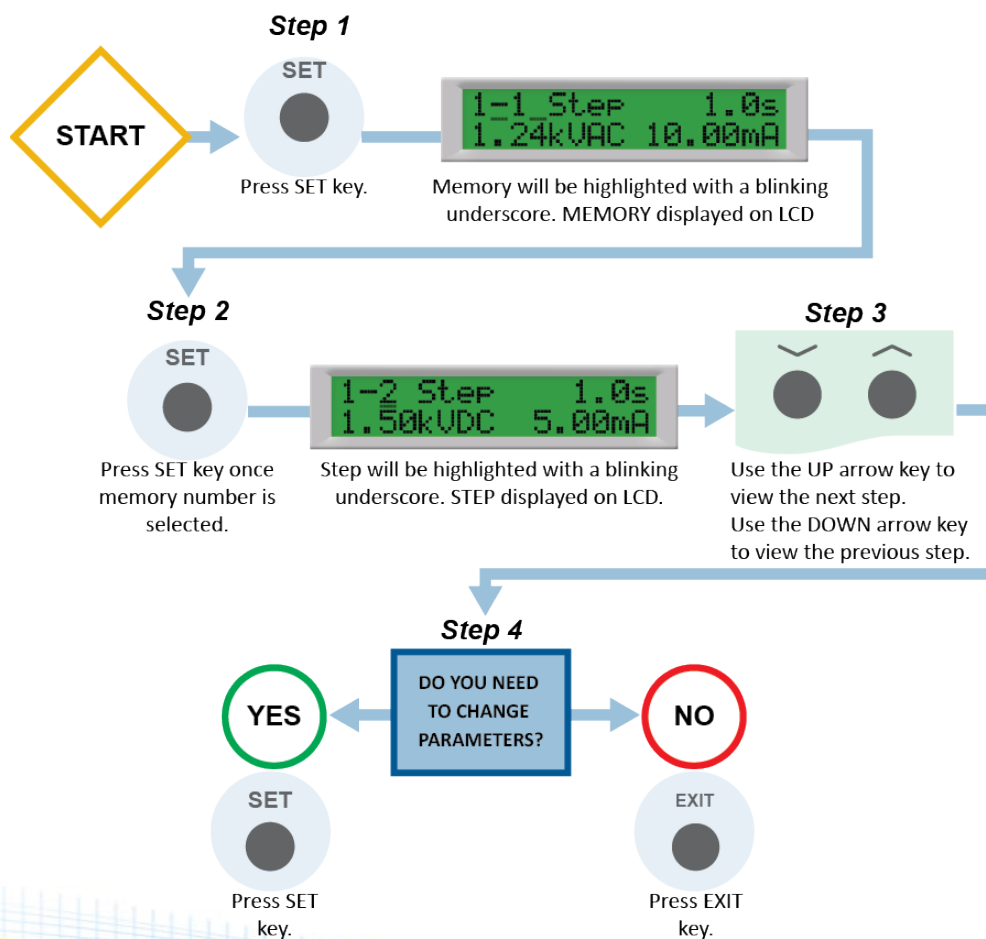 Step 1
START
SET
1-1_Step 1.0s
1.24kVAC 10.00mA
Press SET key.
Memory will be highlighted with a blinking
underscore. MEMORY displayed on LCD
Step 2
SET
1-2 Step 1.0s
1.50kVDC 5.00mA
Press SET key once
memory number is
selected.
Step will be highlighted with a blinking
underscore. STEP displayed on LCD.
Step 3
Use the UP arrow key to
view the next step.
Use the DOWN arrow key
to view the previous step.
Step 4
DO YOU NEED
TO CHANGE
PARAMETERS?
YES
SET
Press SET
key.
NO
EXIT
Press EXIT
key.